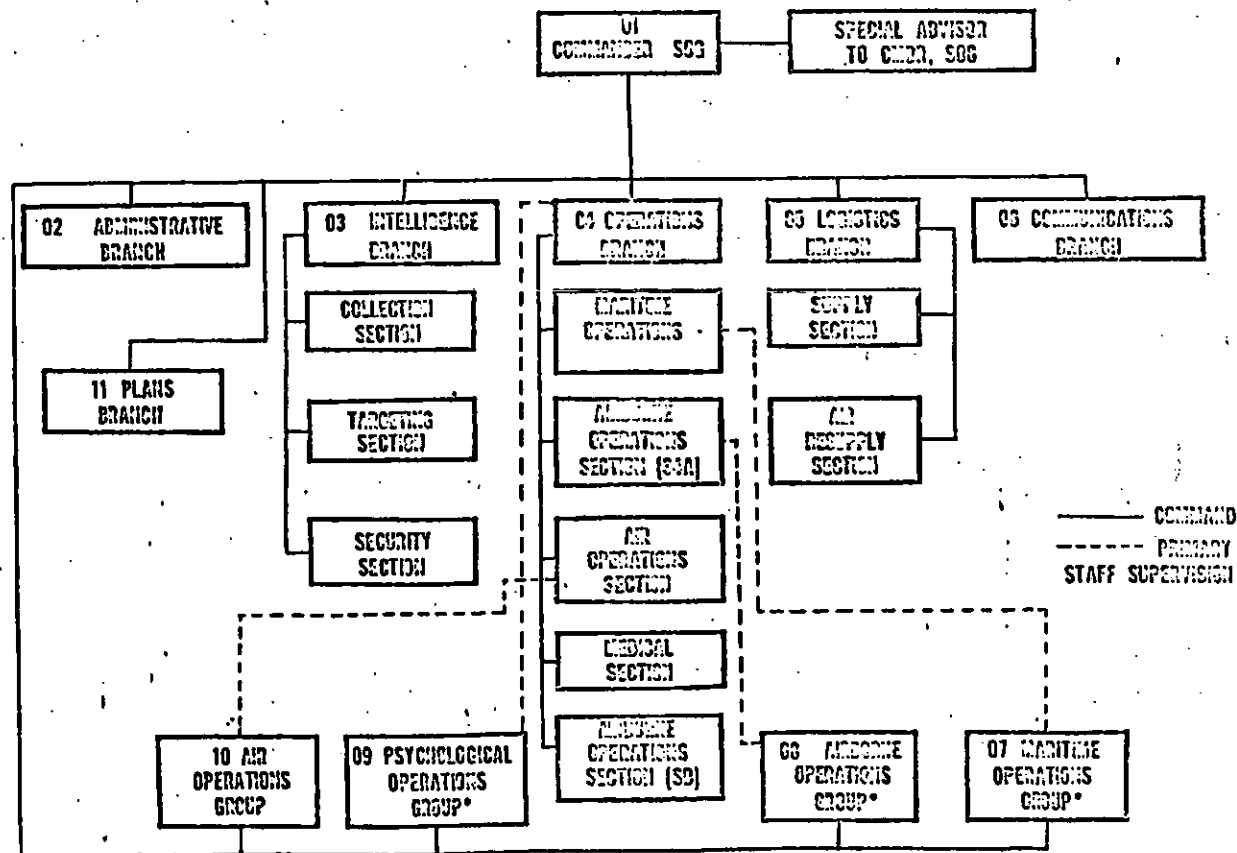 01
COMMANDER SOG
SPECIAL ADVISOR
TO CMDR, SOG
02 ADMINISTRATIVE
BRANCH
03 INTELLIGENCE
BRANCH
04 OPERATIONS
BRANCH
05 LOGISTICS
BRANCH
06 COMMUNICATIONS
BRANCH
COLLECTION
SECTION
MARITIME
OPERATIONS
SUPPLY
SECTION
11 PLANS
BRANCH
TARGETING
SECTION
AIRBORNE
OPERATIONS
SECTION
AIR
RESUPPLY
SECTION
SECURITY
SECTION
AIR
OPERATIONS
SECTION
COMMAND
PRIMARY
STAFF SUPERVISION
MEDICAL
SECTION
10 AIR
OPERATIONS
GROUP
09 PSYCHOLOGICAL
OPERATIONS
GROUP*
AIRBORNE
OPERATIONS
SECTION
08 AIRBORNE
OPERATIONS
GROUP*
07 MARITIME
OPERATIONS
GROUP*